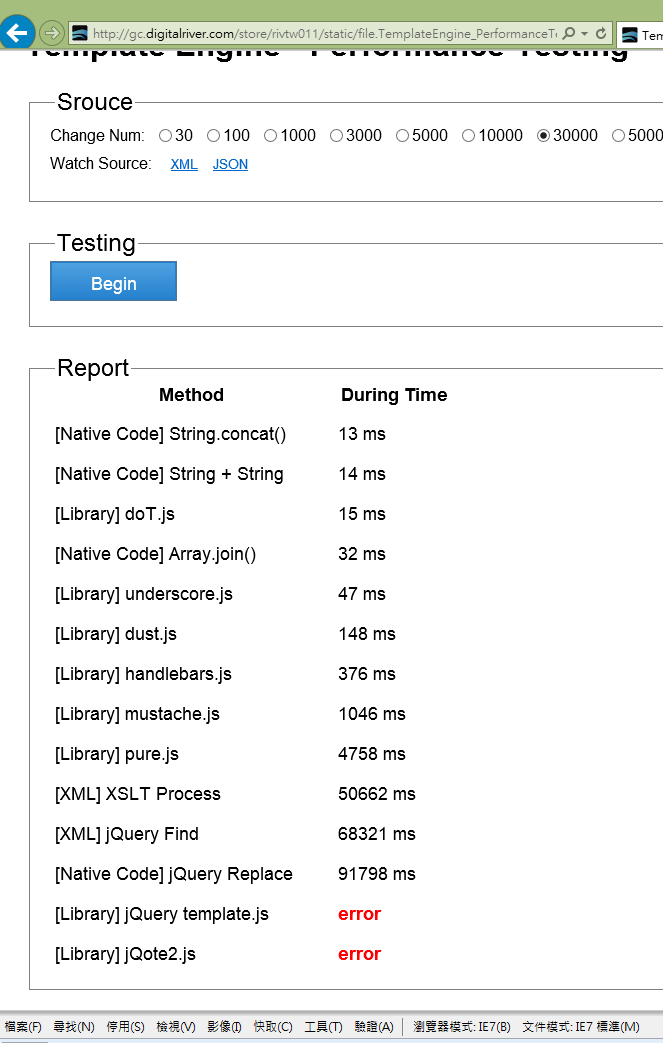 http://gc.digitalriver.com/store/rivtw011/static/file.TemplateEngine_PerformanceT
Tem
Template Engine - Performance Testing
Srouce
Change Num: 30 100 1000 3000 5000 10000 30000 5000
Watch Source: XML JSON
Testing
Begin
Report
Method During Time
[Native Code] String.concat() 13 ms
[Native Code] String + String 14 ms
[Library] doT.js 15 ms
[Native Code] Array.join() 32 ms
[Library] underscore.js 47 ms
[Library] dust.js 148 ms
[Library] handlebars.js 376 ms
[Library] mustache.js 1046 ms
[Library] pure.js 4758 ms
[XML] XSLT Process 50662 ms
[XML] jQuery Find 68321 ms
[Native Code] jQuery Replace 91798 ms
[Library] jQuery template.js error
[Library] jQote2.js error
檔案(F) 尋找(N) 停用(S) 檢視(V) 影像(I) 快取(C) 工具(T) 驗證(A) 瀏覽器模式: IE7(B) 文件模式: IE7 標準(M)